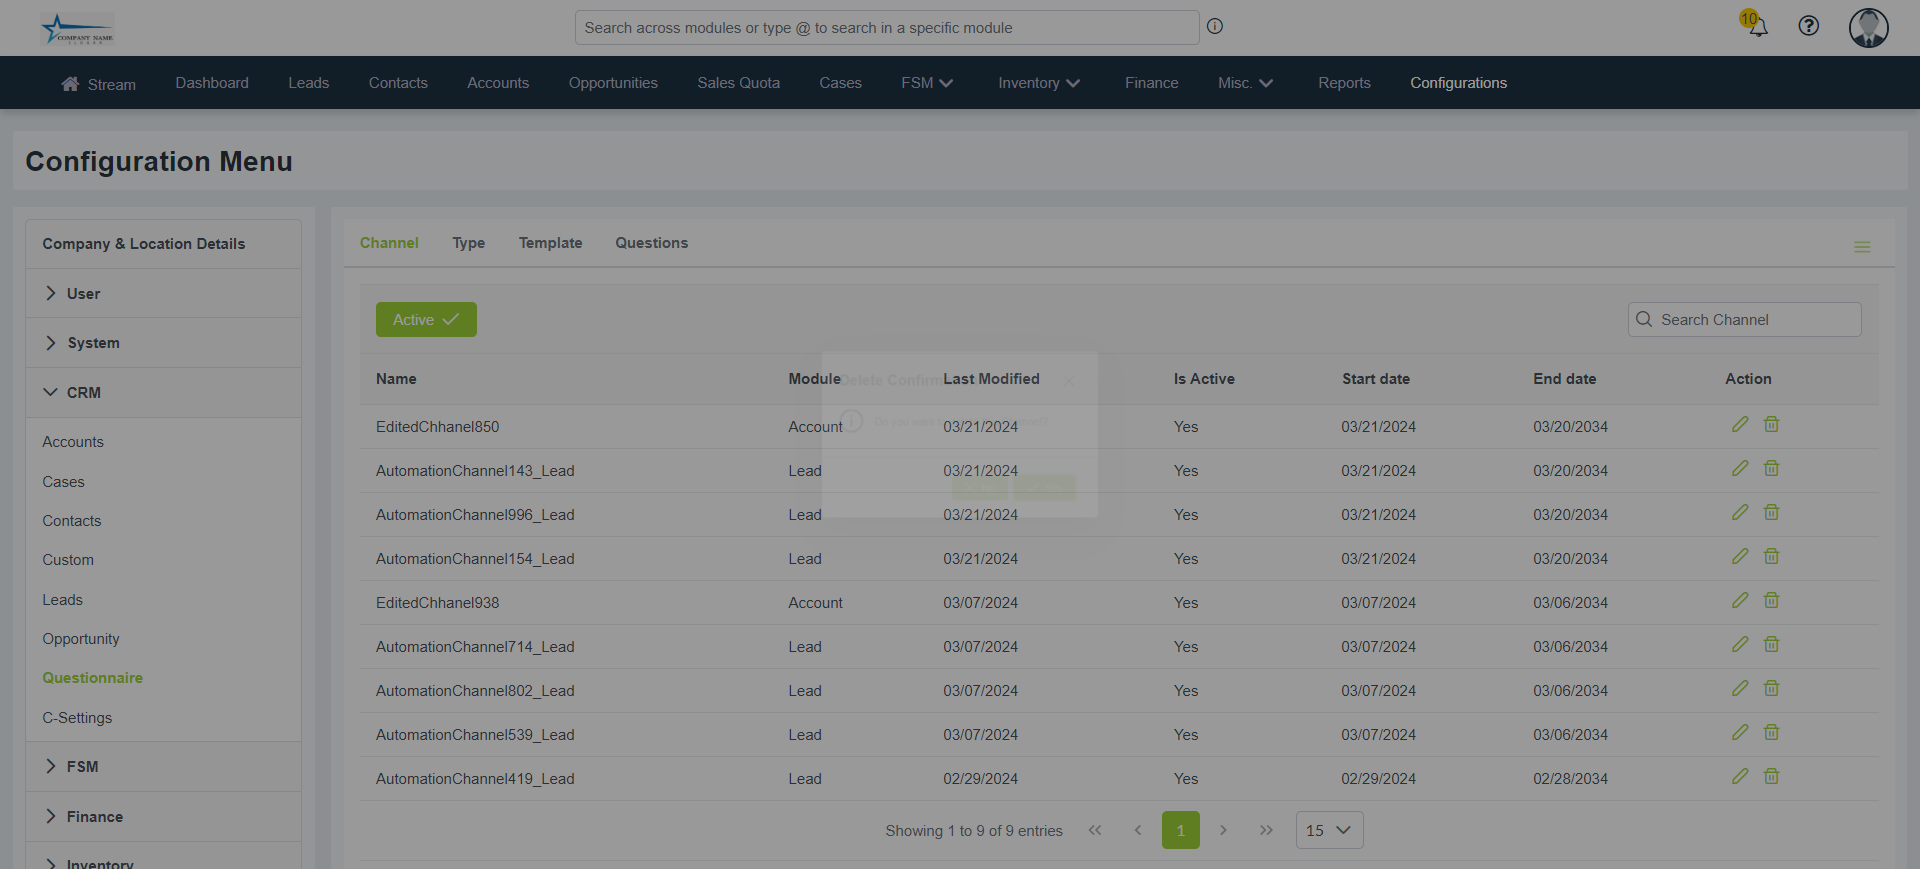 COMPANY NAME
Search across modules or type @ to search in a specific module
10
Stream Dashboard Leads Contacts Accounts Opportunities Sales Quota Cases FSM Inventory Finance Misc. Reports Configurations
Configuration Menu
Company & Location Details
User
System
CRM
Accounts
Cases
Contacts
Custom
Leads
Opportunity
Questionnaire
C-Settings
FSM
Finance
Inventory
Channel Type Template Questions
Active
Search Channel
Name Module Last Modified Is Active Start date End date Action
EditedChhanel850 Account 03/21/2024 Yes 03/21/2024 03/20/2034
AutomationChannel143_Lead Lead 03/21/2024 Yes 03/21/2024 03/20/2034
AutomationChannel996_Lead Lead 03/21/2024 Yes 03/21/2024 03/20/2034
AutomationChannel154_Lead Lead 03/21/2024 Yes 03/21/2024 03/20/2034
EditedChhanel938 Account 03/07/2024 Yes 03/07/2024 03/06/2034
AutomationChannel714_Lead Lead 03/07/2024 Yes 03/07/2024 03/06/2034
AutomationChannel802_Lead Lead 03/07/2024 Yes 03/07/2024 03/06/2034
AutomationChannel539_Lead Lead 03/07/2024 Yes 03/07/2024 03/06/2034
AutomationChannel419_Lead Lead 02/29/2024 Yes 02/29/2024 02/28/2034
Showing 1 to 9 of 9 entries 1 15
Delete
Do you want